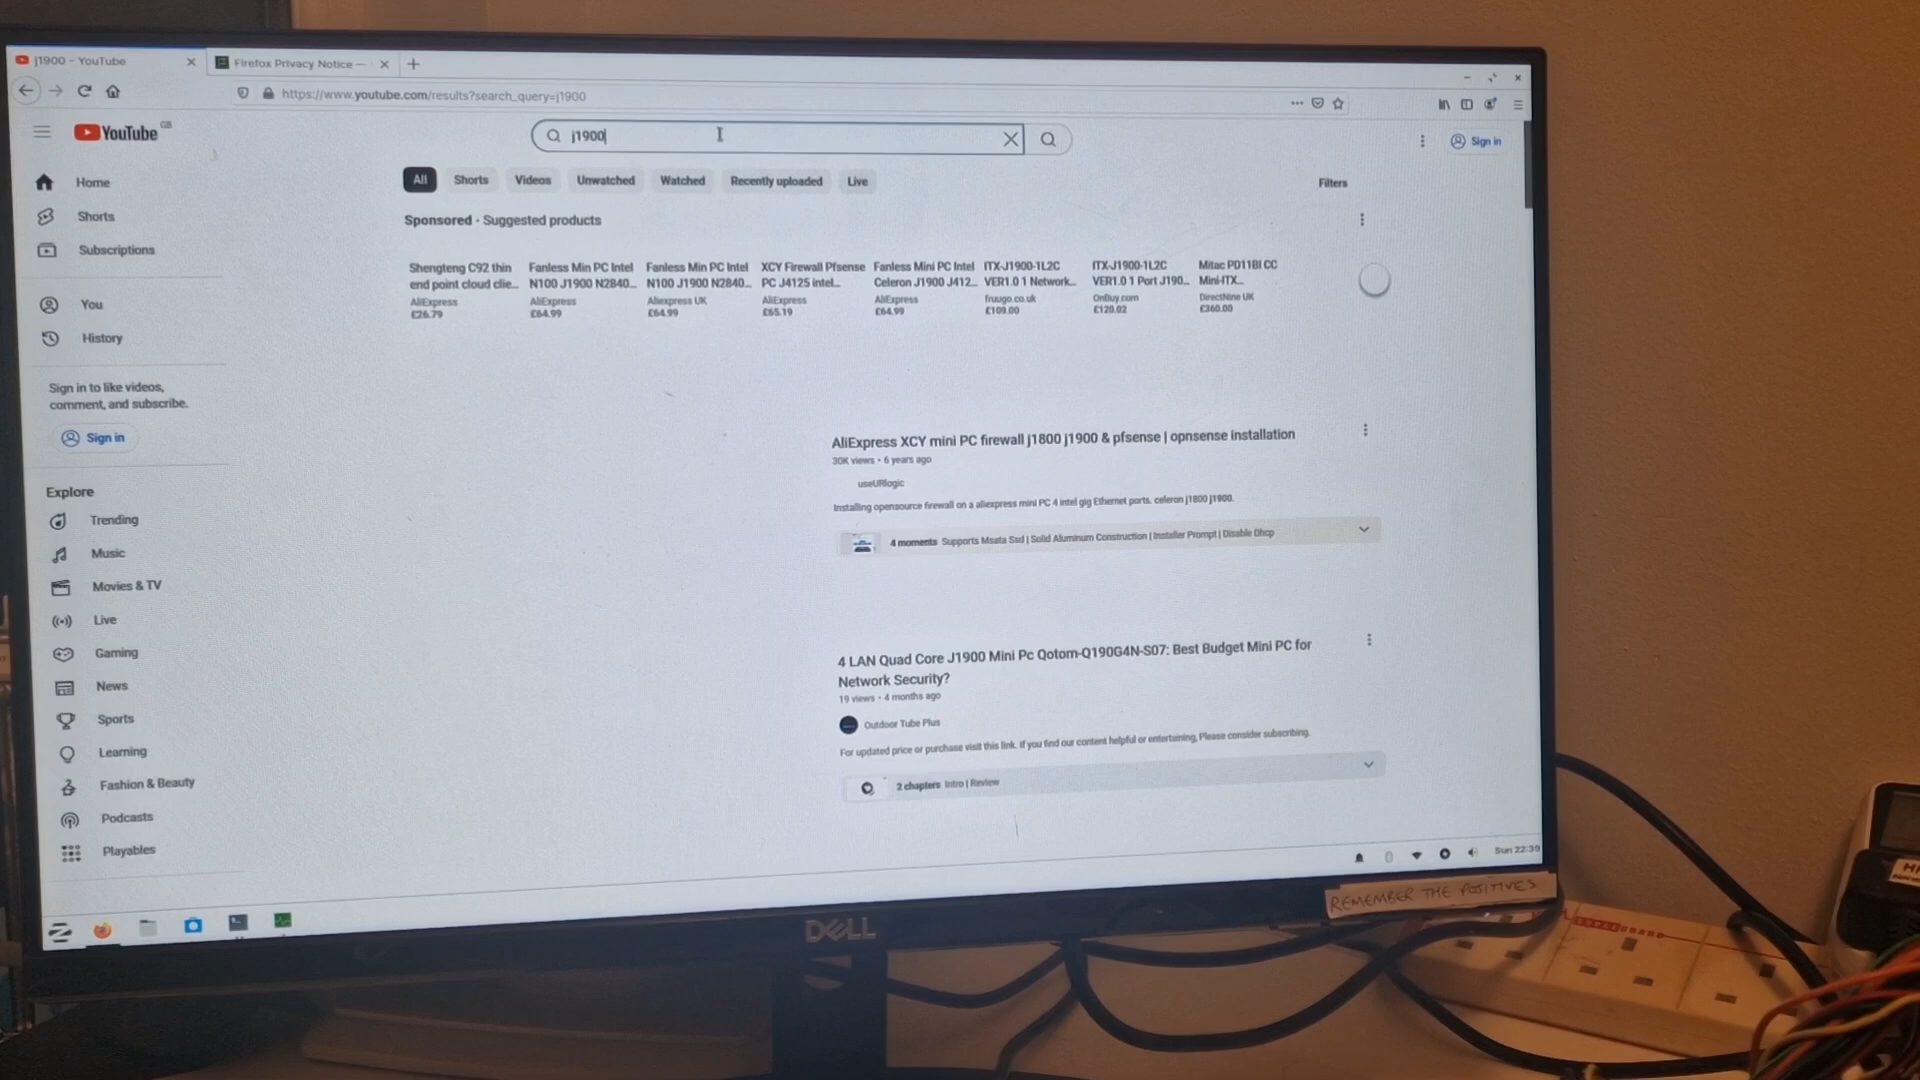 j1900 - YouTube
Firefox Privacy Notice —
https://www.youtube.com/results?search_query=j1900
YouTube GB
j1900
Sign in
Home
Shorts
Subscriptions
You
History
Sign in to like videos,
comment, and subscribe.
Sign in
Explore
Trending
Music
Movies & TV
Live
Gaming
News
Sports
Learning
Fashion & Beauty
Podcasts
Playables
All Shorts Videos Unwatched Watched Recently uploaded Live
Filters
Sponsored · Suggested products
Shengteng C92 thin
end point cloud clie...
AliExpress
£26.79
Fanless Min PC Intel
N100 J1900 N2840...
AliExpress
£64.99
Fanless Min PC Intel
N100 J1900 N2840...
Aliexpress UK
£64.99
XCY Firewall Pfsense
PC J4125 intel...
AliExpress
£65.19
Fanless Mini PC Intel
Celeron J1900 J412...
AliExpress
£64.99
ITX-J1900-1L2C
VER1.0 1 Network...
fruugo.co.uk
£109.00
ITX-J1900-1L2C
VER1.0 1 Port J190...
OnBuy.com
£120.02
Mitac PD11BI CC
Mini-ITX...
DirectNine UK
£360.00
AliExpress XCY mini PC firewall j1800 j1900 & pfsense | opnsense installation
30K views • 6 years ago
useURlogic
Installing opensource firewall on a aliexpress mini PC 4 intel gig Ethernet ports. celeron j1800 j1900.
4 moments Supports Msata Ssd | Solid Aluminum Construction | Installer Prompt | Disable Dhcp
4 LAN Quad Core J1900 Mini Pc Qotom-Q190G4N-S07: Best Budget Mini PC for
Network Security?
19 views • 4 months ago
Outdoor Tube Plus
For updated price or purchase visit this link. If you find our content helpful or entertaining, Please consider subscribing.
2 chapters Intro | Review
Sun 22:30
DELL
REMEMBER THE POSITIVES